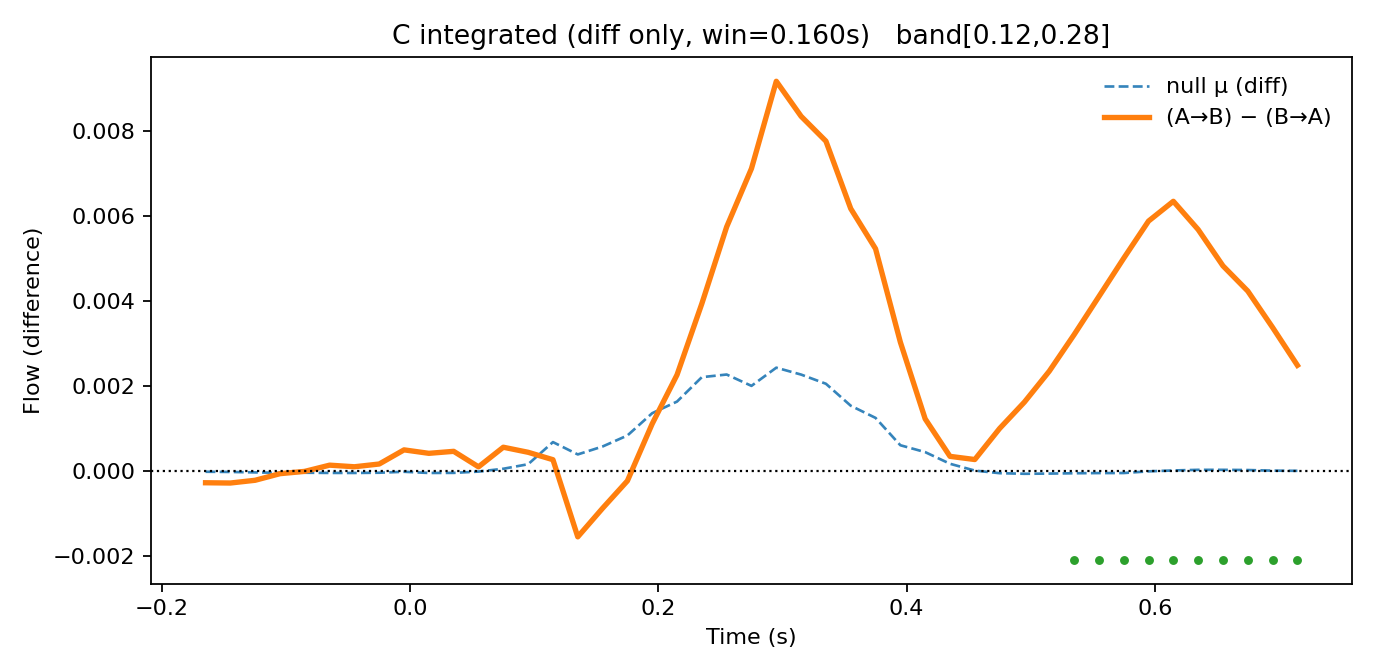 C integrated (diff only, win=0.160s)   band[0.12,0.28]
null μ (diff)
(A→B) − (B→A)
Flow (difference)
0.008
0.006
0.004
0.002
0.000
−0.002
−0.2
0.0
0.2
0.4
0.6
Time (s)